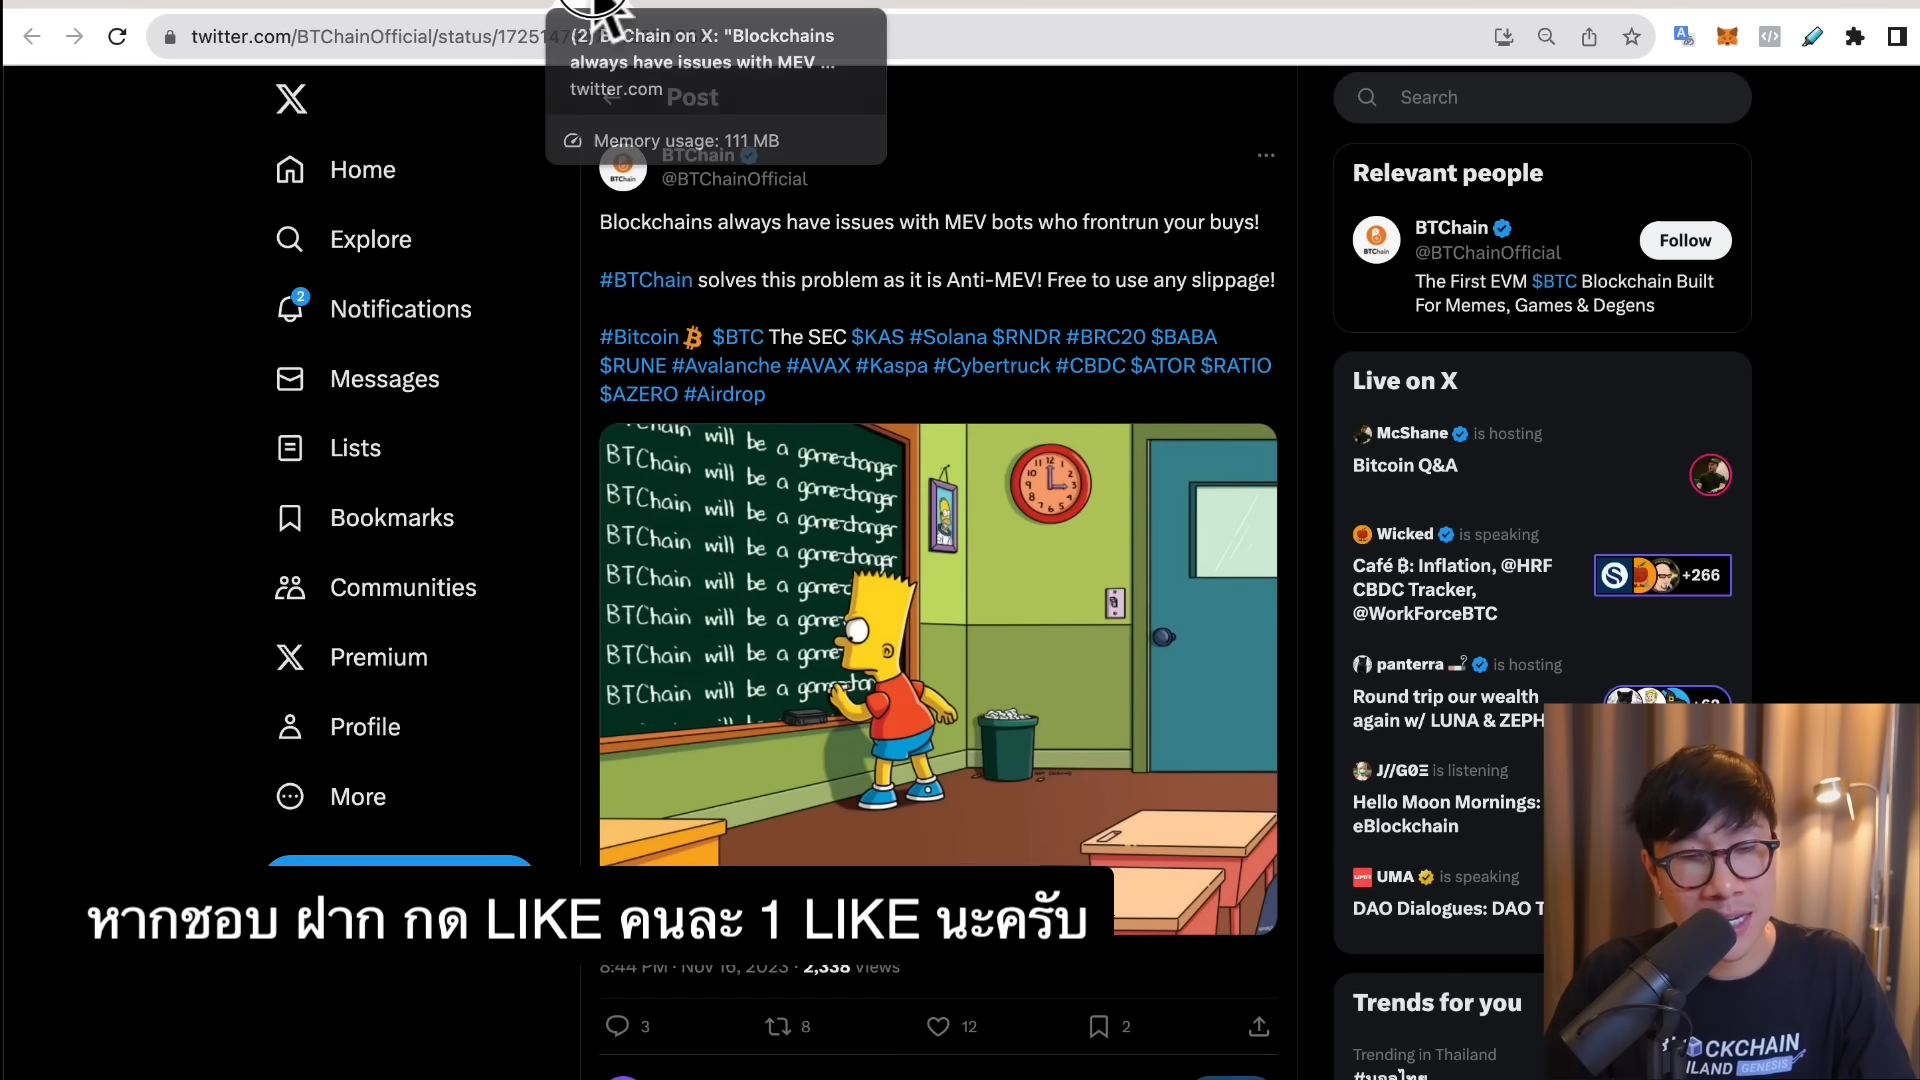 twitter.com/BTChainOfficial/status/172514
(2) BTChain on X: "Blockchains
always have issues with MEV ...
twitter.com
Memory usage: 111 MB
Post
Home
Explore
2
Notifications
Messages
Lists
Bookmarks
Communities
Premium
Profile
More
BTChain
@BTChainOfficial
Blockchains always have issues with MEV bots who frontrun your buys!
#BTChain solves this problem as it is Anti-MEV! Free to use any slippage!
#Bitcoin $BTC The SEC $KAS #Solana $RNDR #BRC20 $BABA
$RUNE #Avalanche #AVAX #Kaspa #Cybertruck #CBDC $ATOR $RATIO
$AZERO #Airdrop
BTChain will be a game-changer
BTChain will be a game-changer
BTChain will be a game-changer
BTChain will be a game-changer
BTChain will be a game-c
BTChain will be a game-
BTChain will be a game
BTChain will be a game-chan
หากชอบ ฝาก กด LIKE คนละ 1 LIKE นะครับ
8:44 PM · Nov 16, 2023 · 2,338 Views
3
8
12
2
Search
Relevant people
BTChain
@BTChainOfficial
Follow
The First EVM $BTC Blockchain Built
For Memes, Games & Degens
Live on X
McShane is hosting
Bitcoin Q&A
Wicked is speaking
Café ₿: Inflation, @HRF
CBDC Tracker,
@WorkForceBTC
+266
panterra is hosting
Round trip our wealth
again w/ LUNA & ZEPH
J//GØΞ is listening
Hello Moon Mornings:
eBlockchain
UMA is speaking
DAO Dialogues: DAO T
Trends for you
Trending in Thailand
CKCHAIN
ILAND GENESIS